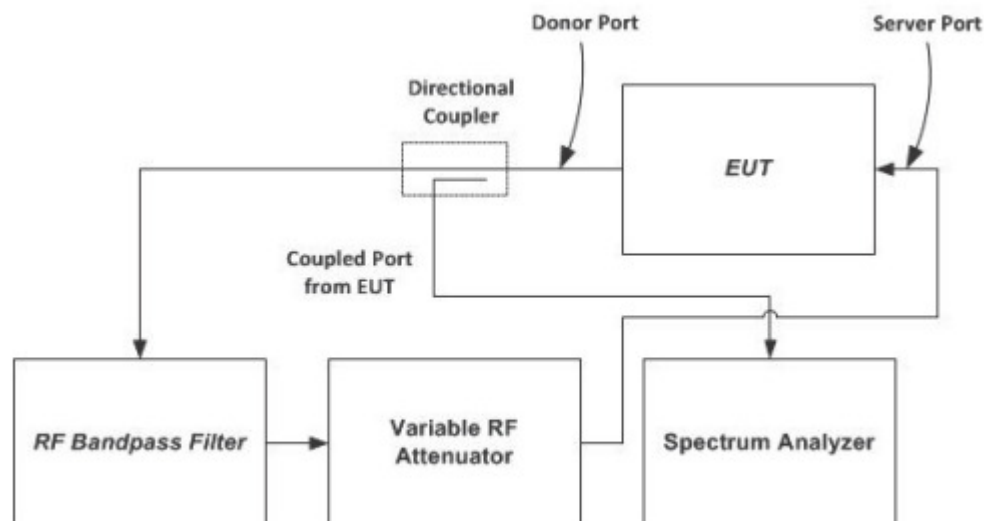 Donor Port
Server Port
Directional
Coupler
EUT
Coupled Port
from EUT
RF Bandpass Filter
Variable RF
Attenuator
Spectrum Analyzer